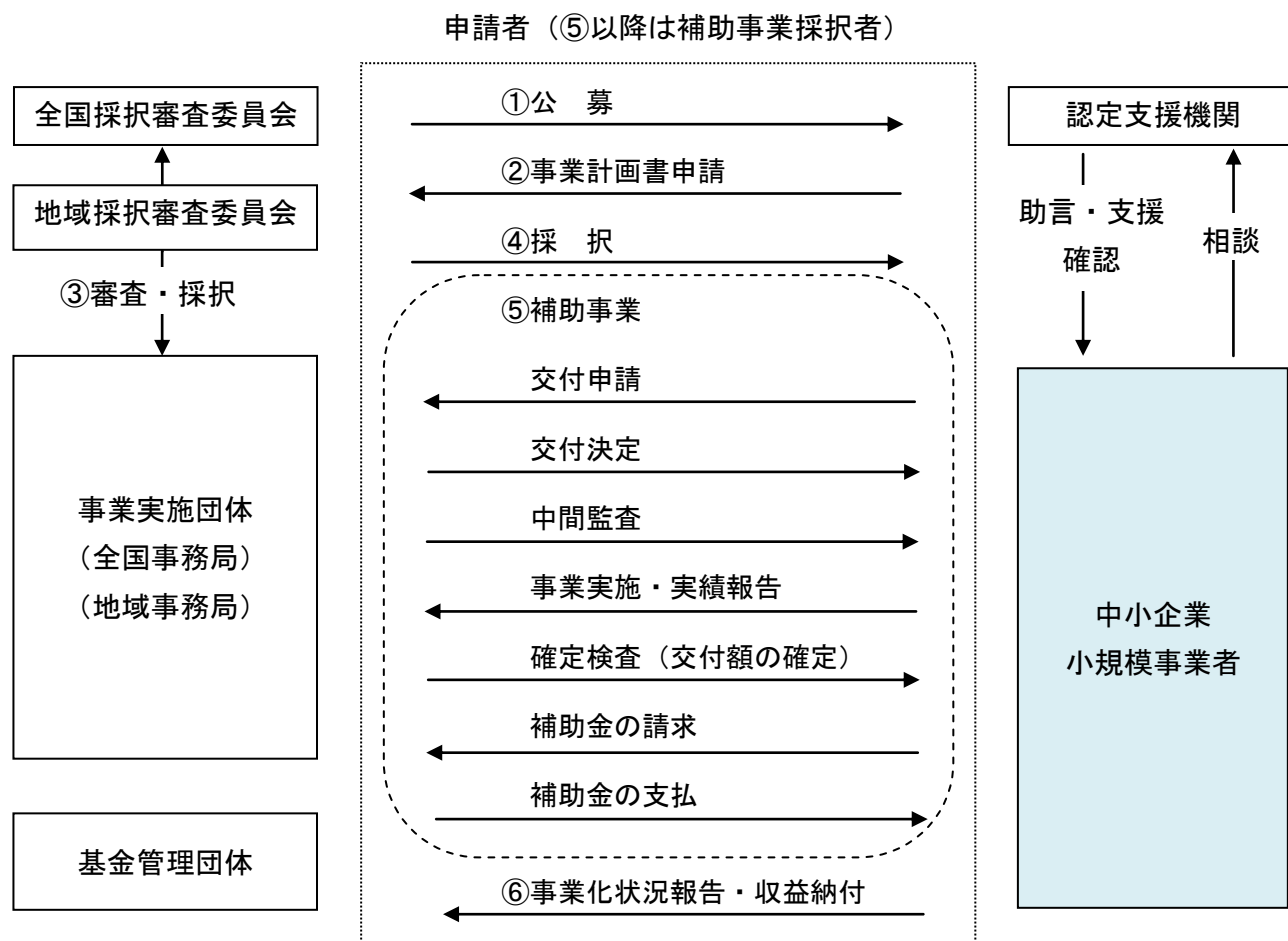 申請者（⑤以降は補助事業採択者）
全国採択審査委員会
地域採択審査委員会
③審査・採択
事業実施団体
（全国事務局）
（地域事務局）
基金管理団体
①公　募
②事業計画書申請
④採　択
⑤補助事業
交付申請
交付決定
中間監査
事業実施・実績報告
確定検査（交付額の確定）
補助金の請求
補助金の支払
⑥事業化状況報告・収益納付
認定支援機関
助言・支援
確認
相談
中小企業
小規模事業者